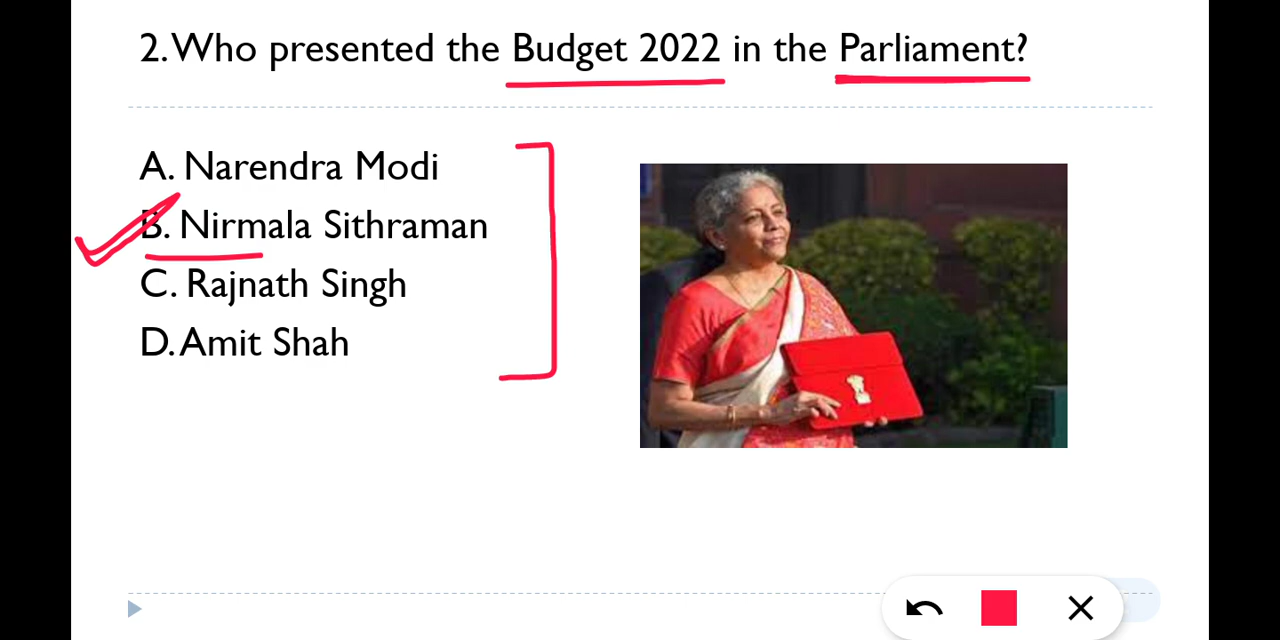 2. Who presented the Budget 2022 in the Parliament?
A. Narendra Modi
B. Nirmala Sithraman
C. Rajnath Singh
D. Amit Shah